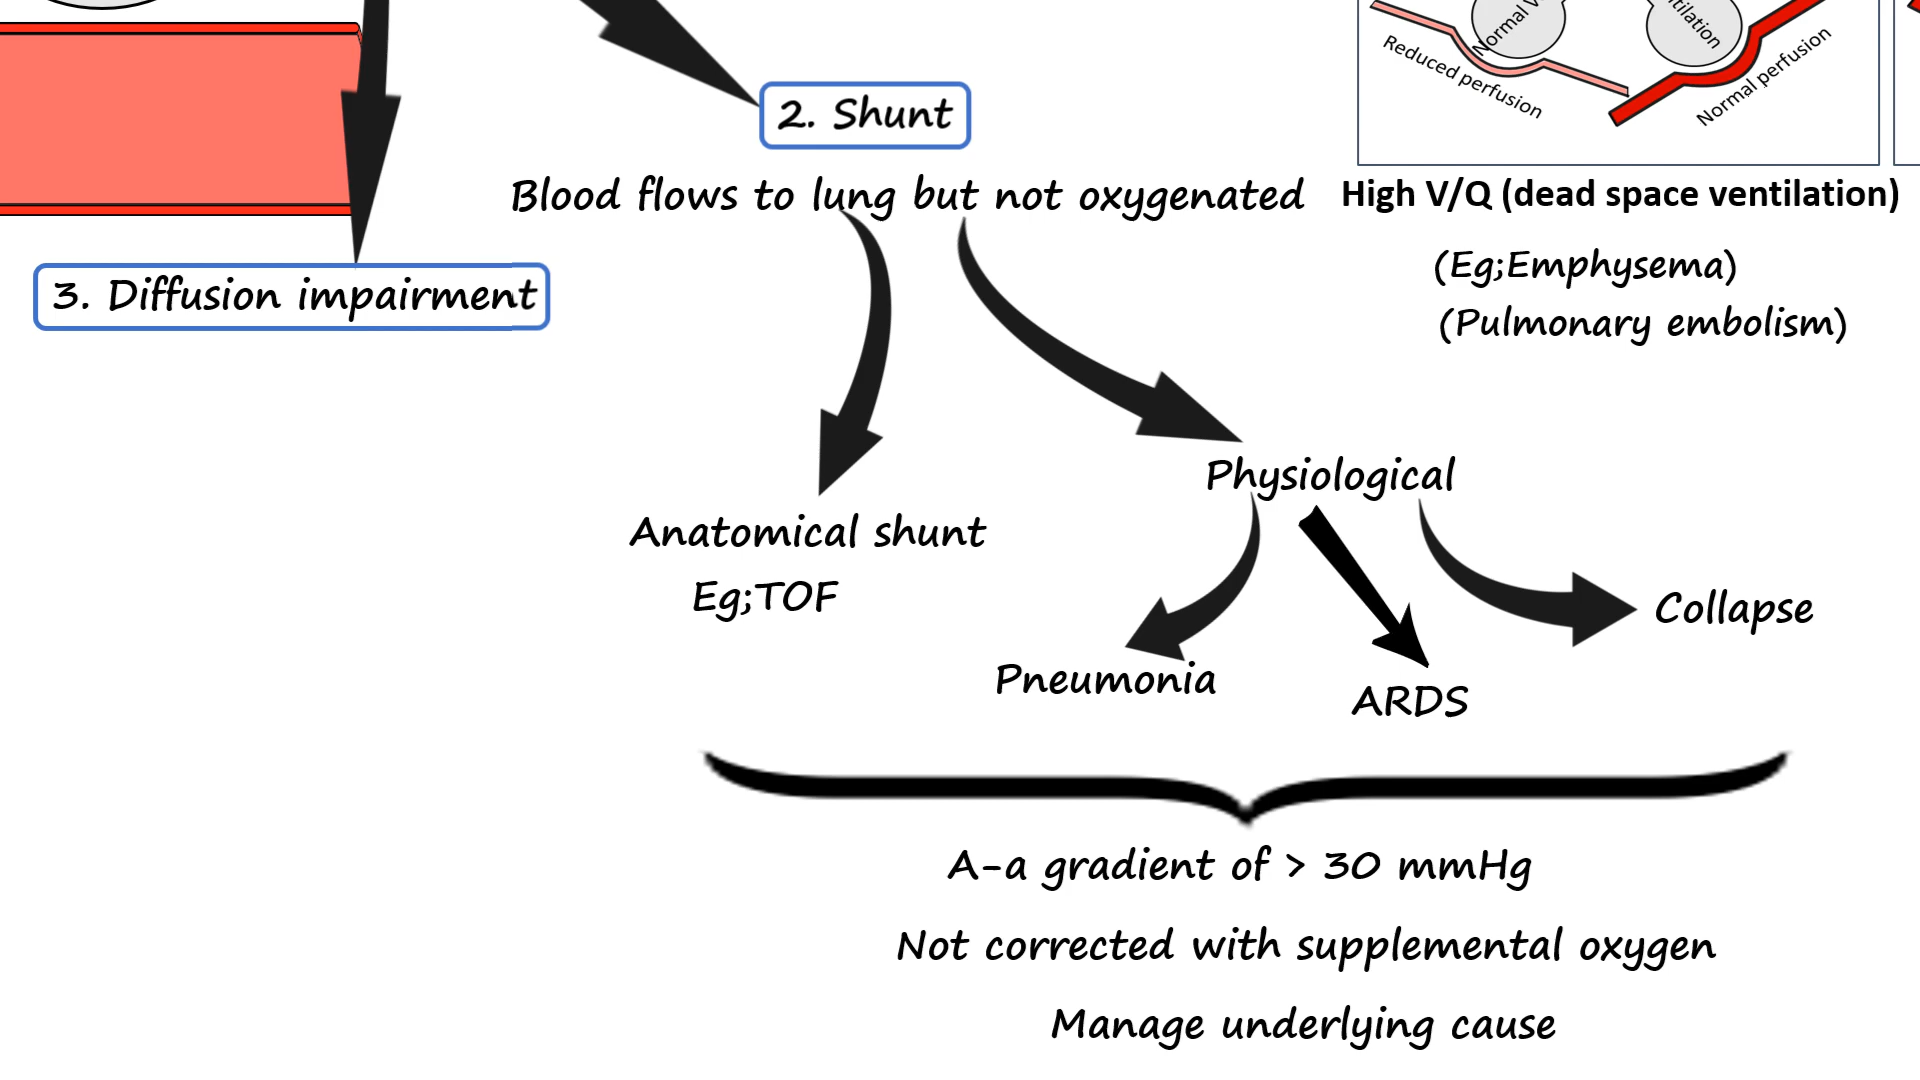 Normal V
tilation
Reduced perfusion
Normal perfusion
2. Shunt
Blood flows to lung but not oxygenated
High V/Q (dead space ventilation)
(Eg;Emphysema)
(Pulmonary embolism)
3. Diffusion impairment
Physiological
Anatomical shunt
Eg;TOF
Collapse
Pneumonia
ARDS
A-a gradient of > 30 mmHg
Not corrected with supplemental oxygen
Manage underlying cause